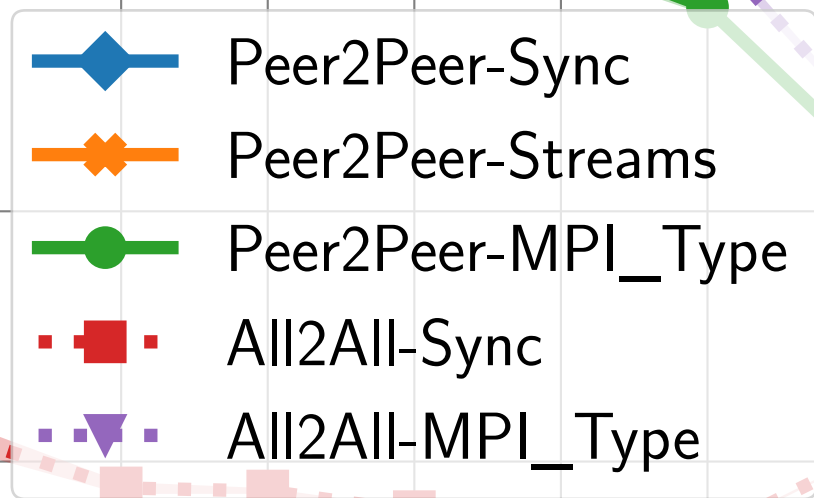 Peer2Peer-Sync
Peer2Peer-Streams
Peer2Peer-MPI_Type
All2All-Sync
All2All-MPI_Type